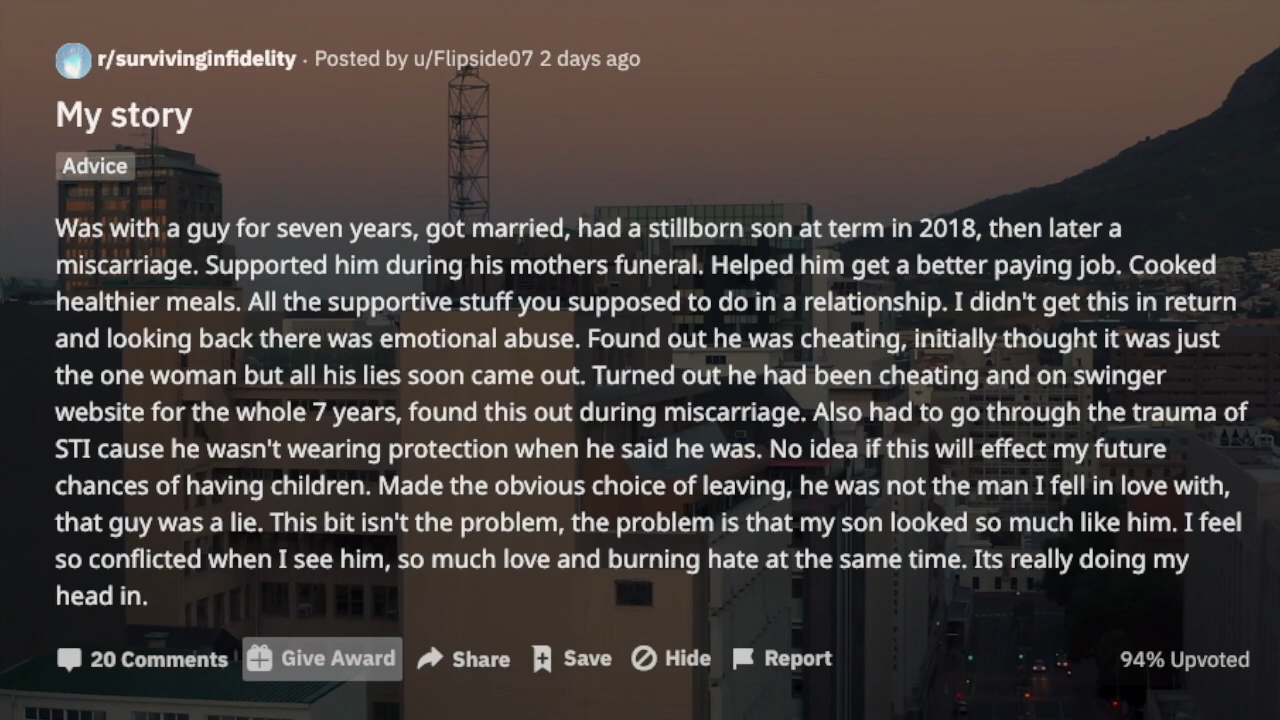 r/survivinginfidelity · Posted by u/Flipside07 2 days ago
My story
Advice
Was with a guy for seven years, got married, had a stillborn son at term in 2018, then later a
miscarriage. Supported him during his mothers funeral. Helped him get a better paying job. Cooked
healthier meals. All the supportive stuff you supposed to do in a relationship. I didn't get this in return
and looking back there was emotional abuse. Found out he was cheating, initially thought it was just
the one woman but all his lies soon came out. Turned out he had been cheating and on swinger
website for the whole 7 years, found this out during miscarriage. Also had to go through the trauma of
STI cause he wasn't wearing protection when he said he was. No idea if this will effect my future
chances of having children. Made the obvious choice of leaving, he was not the man I fell in love with,
that guy was a lie. This bit isn't the problem, the problem is that my son looked so much like him. I feel
so conflicted when I see him, so much love and burning hate at the same time. Its really doing my
head in.
20 Comments Give Award Share Save Hide Report 94% Upvoted